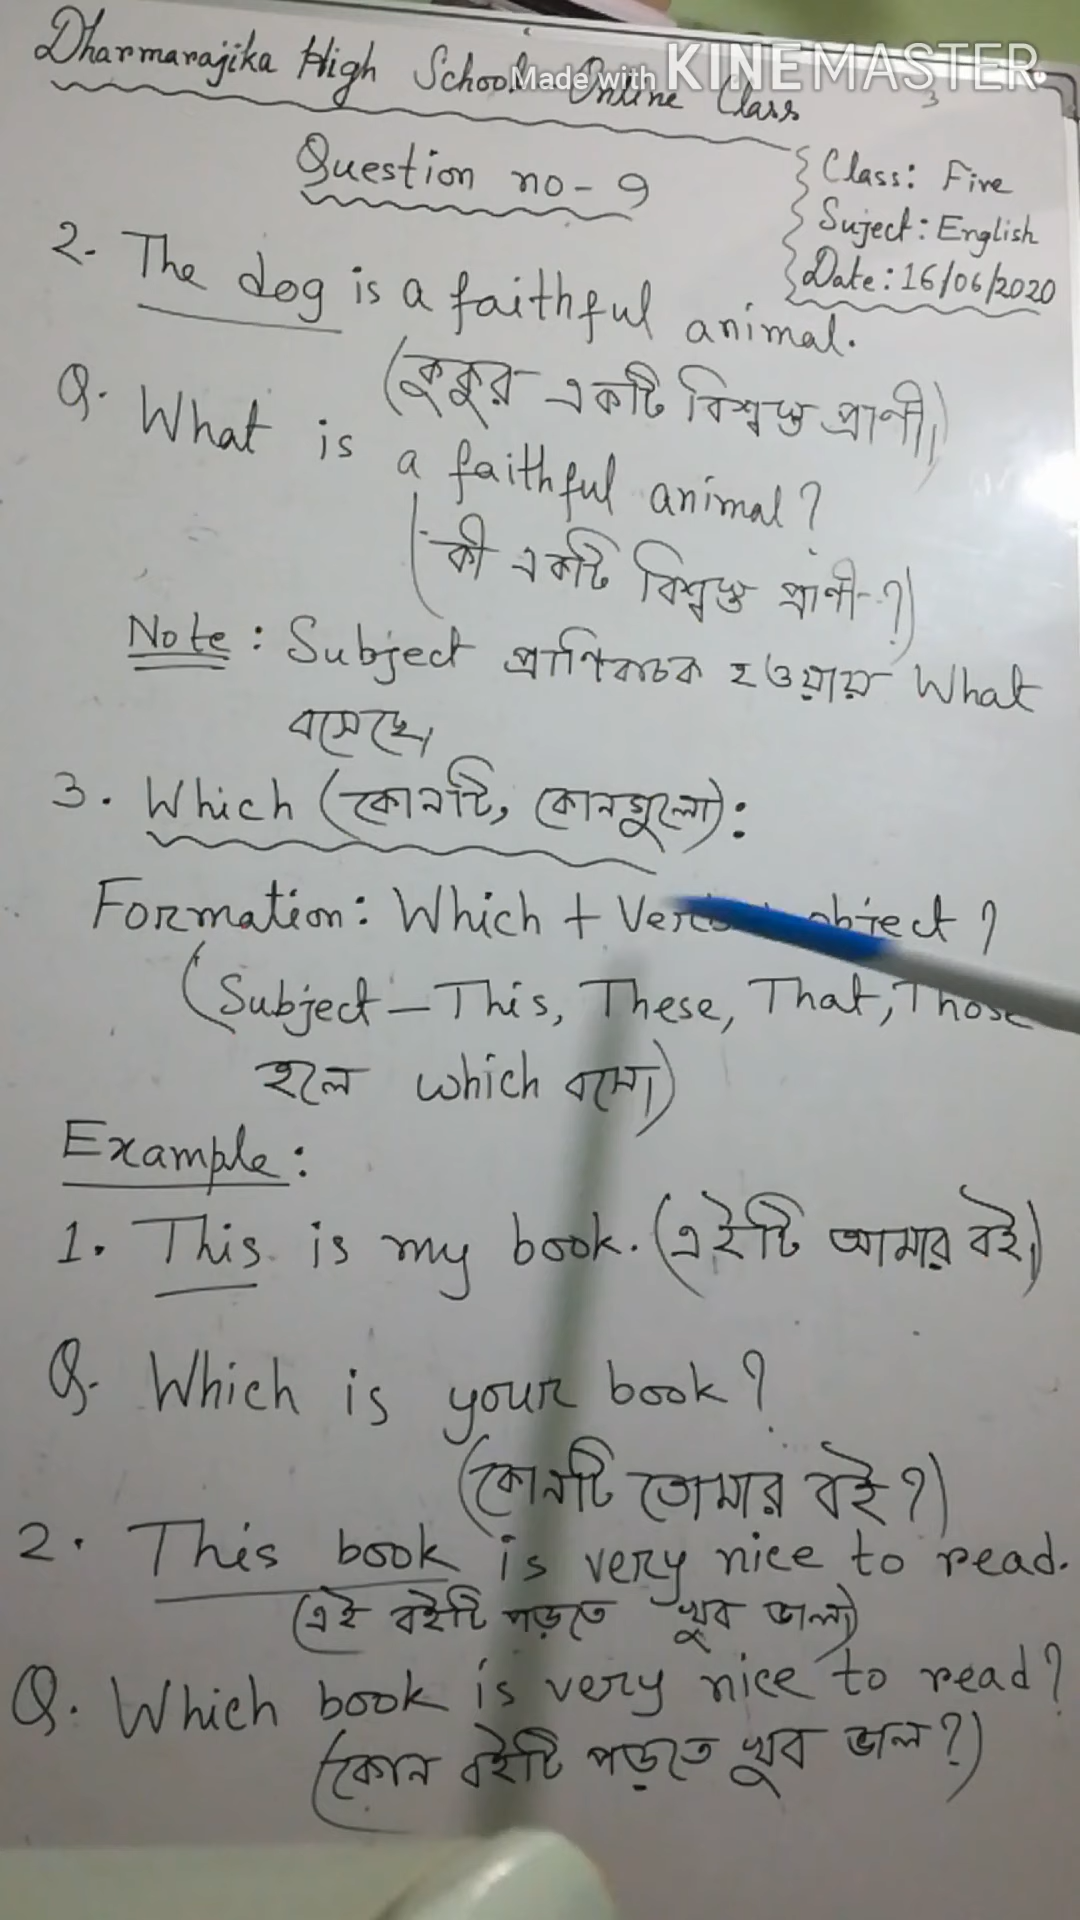 Dharmarajika High School Online Class
Made with KINEMASTER
Question no-9
Class: Five
Suject: English
Date: 16/06/2020
2. The dog is a faithful animal.
(কুকুর একটি বিশ্বস্ত প্রাণী।)
Q. What is a faithful animal?
(কী একটি বিশ্বস্ত প্রাণী?)
Note: Subject প্রাণিবাচক হওয়ায় What
বসেছে।
3. Which (কোনটি, কোনগুলো):
Formation: Which + object?
(Subject - This, These, That, Those
হলে which বসে।)
Example:
1. This is my book. (এইটি আমার বই।)
Q. Which is your book?
(কোনটি তোমার বই?)
2. This book is very nice to read.
(এই বইটি পড়তে খুব ভাল।)
Q. Which book is very nice to read?
(কোন বইটি পড়তে খুব ভাল?)